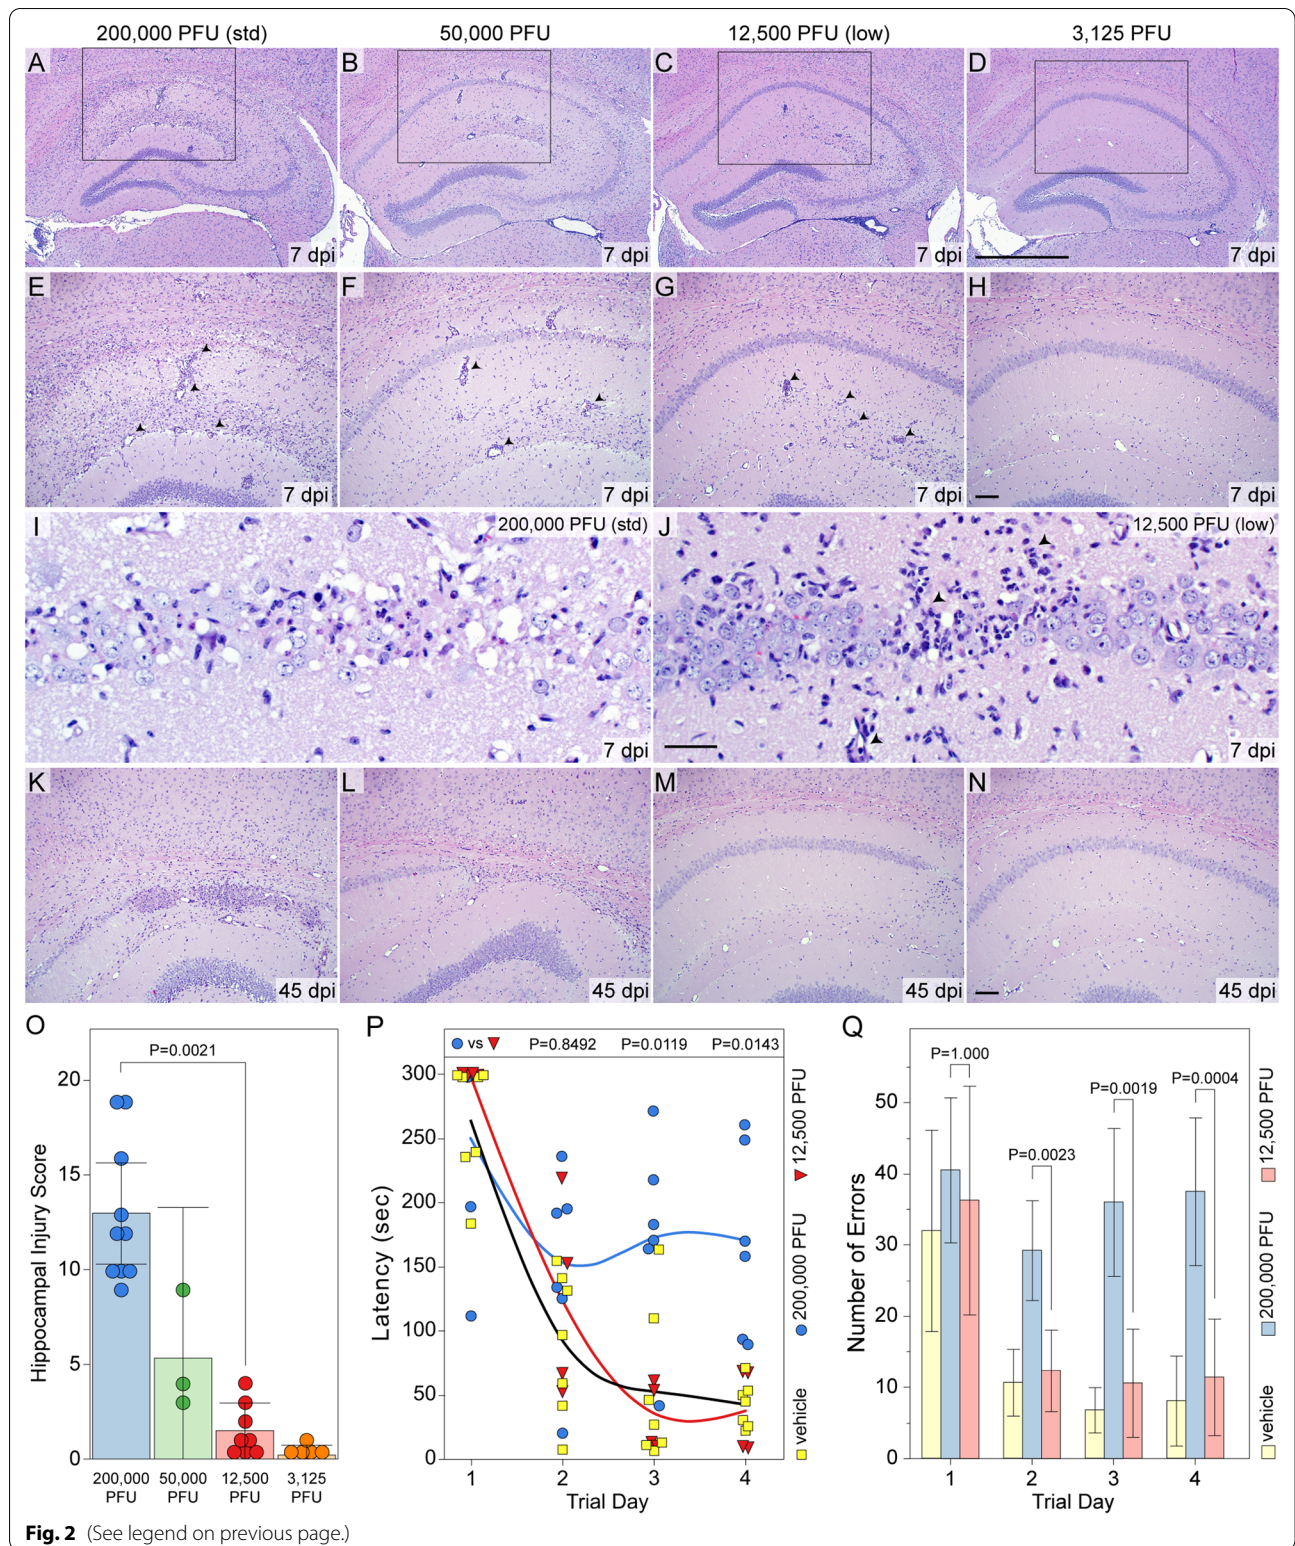 200,000 PFU (std) 50,000 PFU 12,500 PFU (low) 3,125 PFU
A B C D
7 dpi 7 dpi 7 dpi 7 dpi
E F G H
7 dpi 7 dpi 7 dpi 7 dpi
I 200,000 PFU (std) J 12,500 PFU (low)
7 dpi 7 dpi
K L M N
45 dpi 45 dpi 45 dpi 45 dpi
O
P=0.0021
20
15
10
5
0
Hippocampal Injury Score
200,000 50,000 12,500 3,125
PFU PFU PFU PFU
P
vs P=0.8492 P=0.0119 P=0.0143
300
250
200
150
100
50
0
Latency (sec)
1 2 3 4
Trial Day
12,500 PFU
200,000 PFU
vehicle
Q
P=1.000
P=0.0023
P=0.0019
P=0.0004
50
40
30
20
10
0
Number of Errors
1 2 3 4
Trial Day
12,500 PFU
200,000 PFU
vehicle
Fig. 2 (See legend on previous page.)